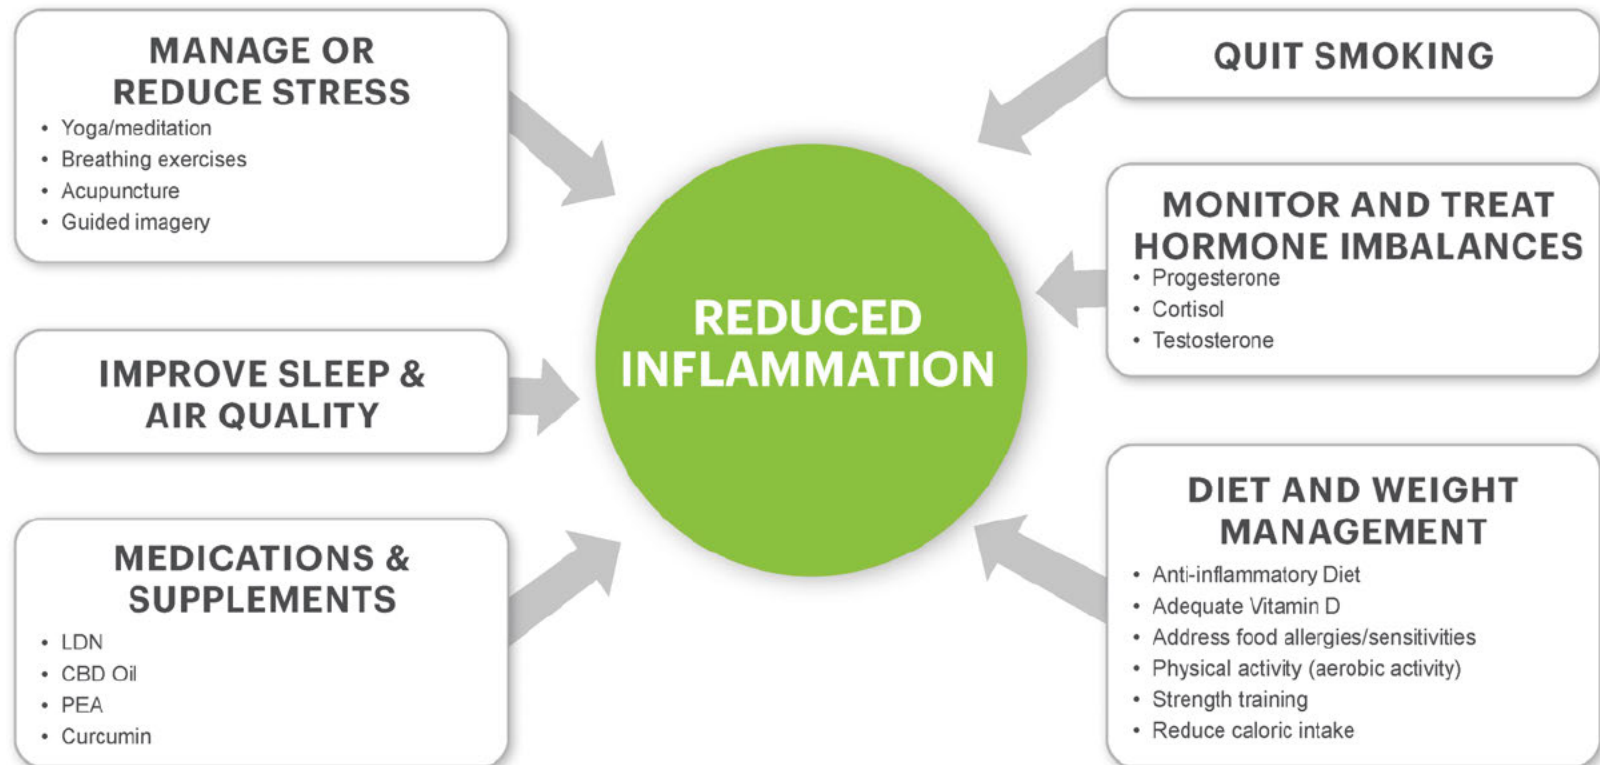 MANAGE OR
REDUCE STRESS
• Yoga/meditation
• Breathing exercises
• Acupuncture
• Guided imagery
IMPROVE SLEEP &
AIR QUALITY
MEDICATIONS &
SUPPLEMENTS
• LDN
• CBD Oil
• PEA
• Curcumin
REDUCED
INFLAMMATION
QUIT SMOKING
MONITOR AND TREAT
HORMONE IMBALANCES
• Progesterone
• Cortisol
• Testosterone
DIET AND WEIGHT
MANAGEMENT
• Anti-inflammatory Diet
• Adequate Vitamin D
• Address food allergies/sensitivities
• Physical activity (aerobic activity)
• Strength training
• Reduce caloric intake